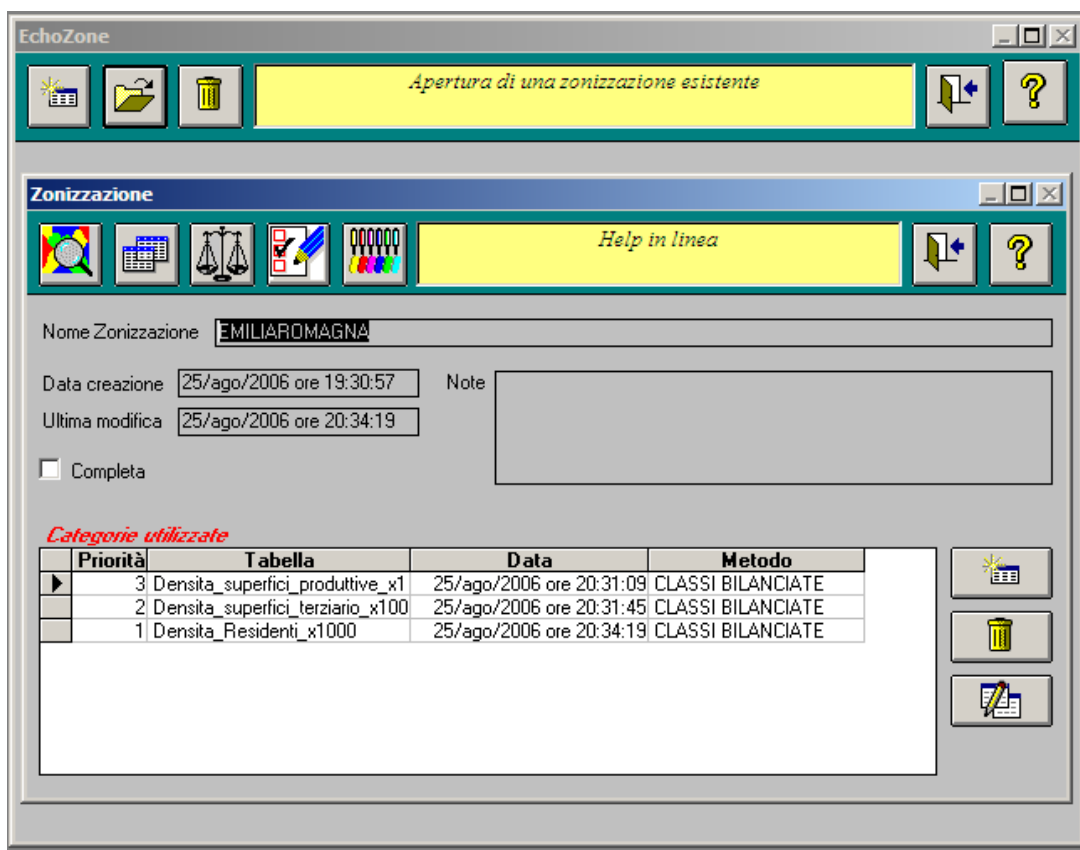 EchoZone
Apertura di una zonizzazione esistente
Zonizzazione
Help in linea
Nome Zonizzazione EMILIAROMAGNA
Data creazione 25/ago/2006 ore 19:30:57 Note
Ultima modifica 25/ago/2006 ore 20:34:19
Completa
Categorie utilizzate
Priorità Tabella Data Metodo
3 Densita_superfici_produttive_x1 25/ago/2006 ore 20:31:09 CLASSI BILANCIATE
2 Densita_superfici_terziario_x100 25/ago/2006 ore 20:31:45 CLASSI BILANCIATE
1 Densita_Residenti_x1000 25/ago/2006 ore 20:34:19 CLASSI BILANCIATE